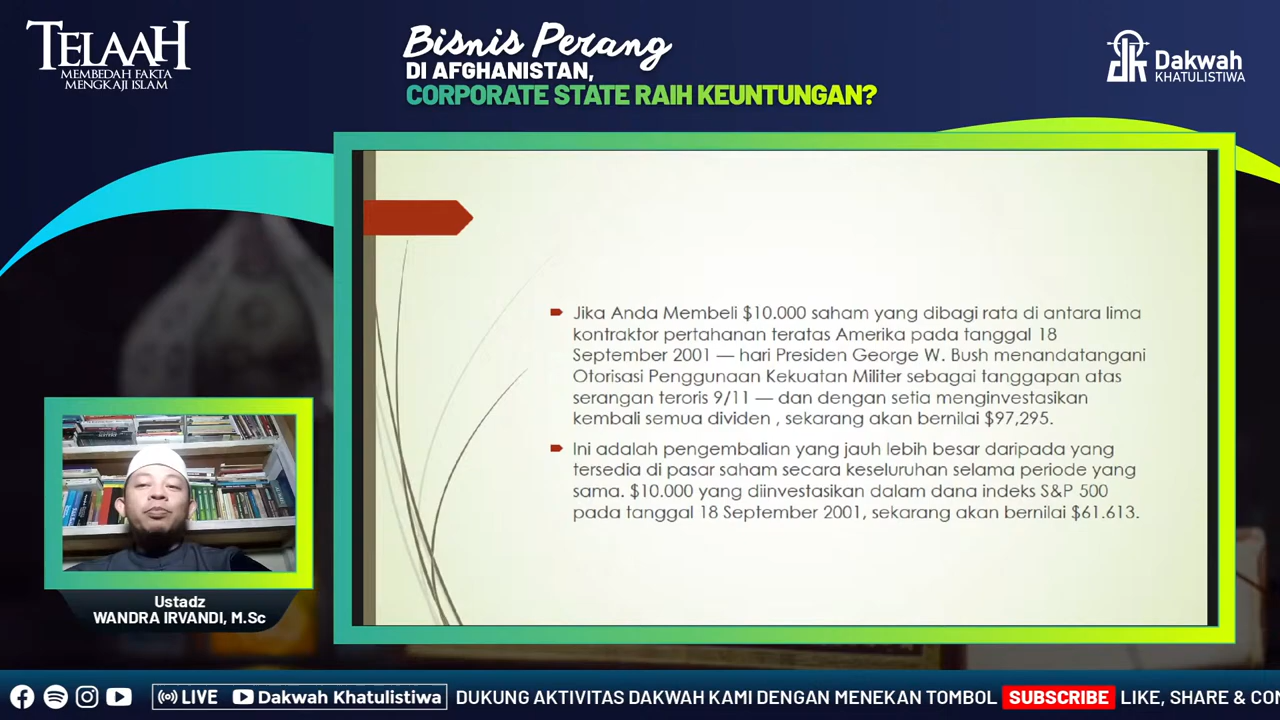 TELAAH
MEMBEDAH FAKTA
MENGKAJI ISLAM
Bisnis Perang
DI AFGHANISTAN,
CORPORATE STATE RAIH KEUNTUNGAN?
Dakwah
KHATULISTIWA
Jika Anda Membeli $10.000 saham yang dibagi rata di antara lima
kontraktor pertahanan teratas Amerika pada tanggal 18
September 2001 — hari Presiden George W. Bush menandatangani
Otorisasi Penggunaan Kekuatan Militer sebagai tanggapan atas
serangan teroris 9/11 — dan dengan setia menginvestasikan
kembali semua dividen , sekarang akan bernilai $97,295.
Ini adalah pengembalian yang jauh lebih besar daripada yang
tersedia di pasar saham secara keseluruhan selama periode yang
sama. $10.000 yang diinvestasikan dalam dana indeks S&P 500
pada tanggal 18 September 2001, sekarang akan bernilai $61.613.
Ustadz
WANDRA IRVANDI, M.Sc
LIVE Dakwah Khatulistiwa DUKUNG AKTIVITAS DAKWAH KAMI DENGAN MENEKAN TOMBOL SUBSCRIBE LIKE, SHARE & CO